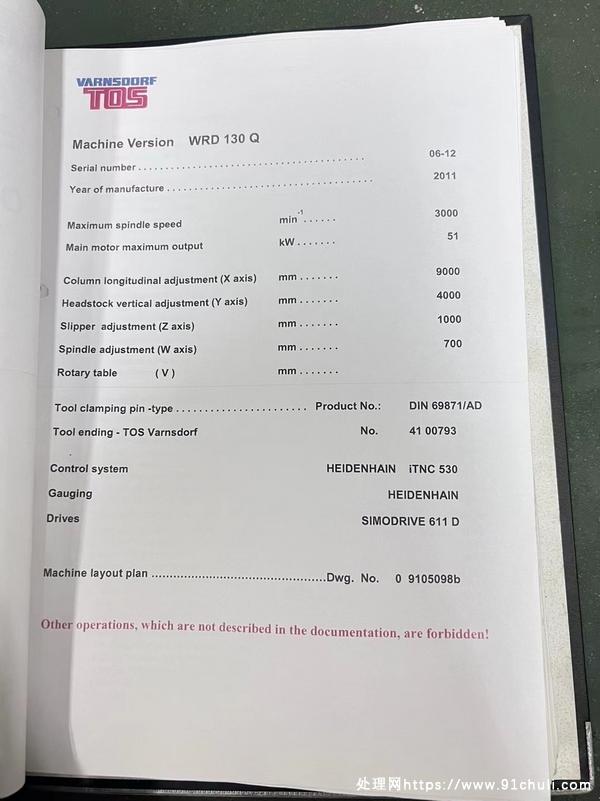 VARNSDORF
TOS
Machine Version WRD 130 Q
Serial number ........................................ 06-12
Year of manufacture .................................... 2011
Maximum spindle speed min-1 ...... 3000
Main motor maximum output kW ....... 51
Column longitudinal adjustment (X axis) mm ....... 9000
Headstock vertical adjustment (Y axis) mm ....... 4000
Slipper adjustment (Z axis) mm ....... 1000
Spindle adjustment (W axis) mm ....... 700
Rotary table (V) mm .......
Tool clamping pin -type ....................... Product No.: DIN 69871/AD
Tool ending - TOS Varnsdorf No. 41 00793
Control system HEIDENHAIN iTNC 530
Gauging HEIDENHAIN
Drives SIMODRIVE 611 D
Machine layout plan ................................................Dwg. No. 0 9105098b
Other operations, which are not described in the documentation, are forbidden!
处理网https://www.91chuli.com